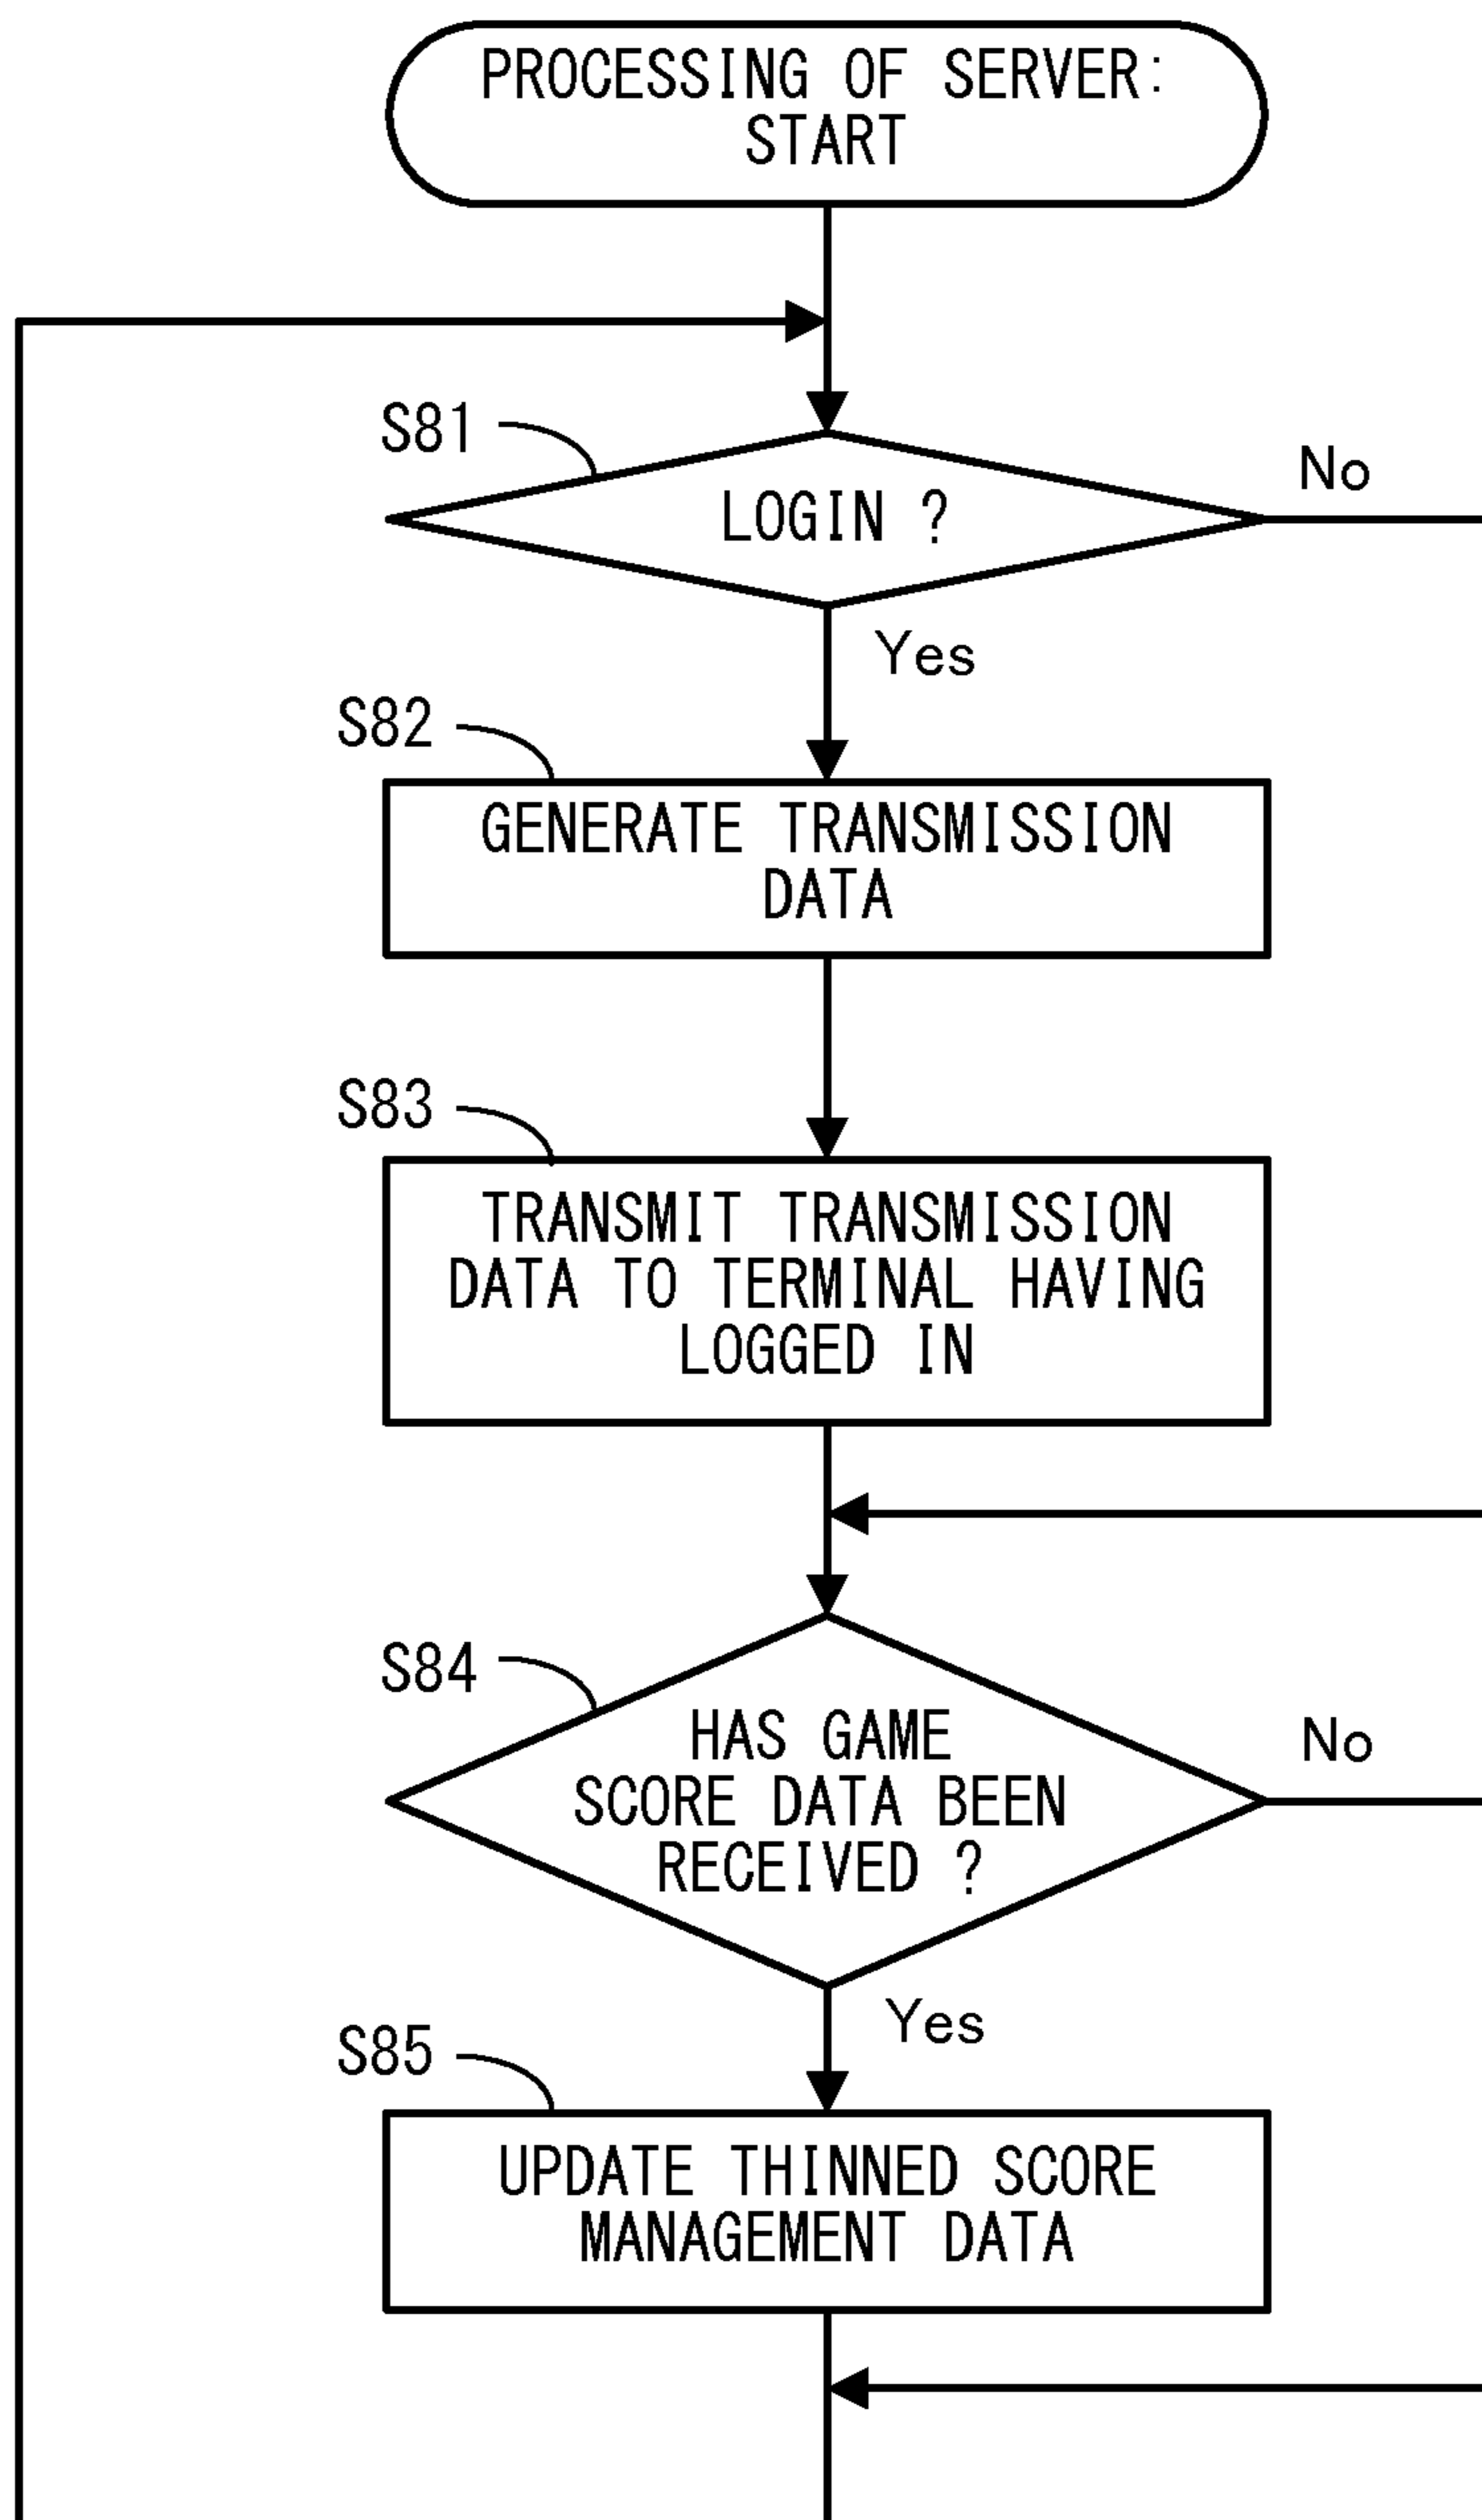 PROCESSING OF SERVER:
START
S81
LOGIN ?
No
Yes
S82
GENERATE TRANSMISSION
DATA
S83
TRANSMIT TRANSMISSION
DATA TO TERMINAL HAVING
LOGGED IN
S84
HAS GAME
SCORE DATA BEEN
RECEIVED ?
No
Yes
S85
UPDATE THINNED SCORE
MANAGEMENT DATA